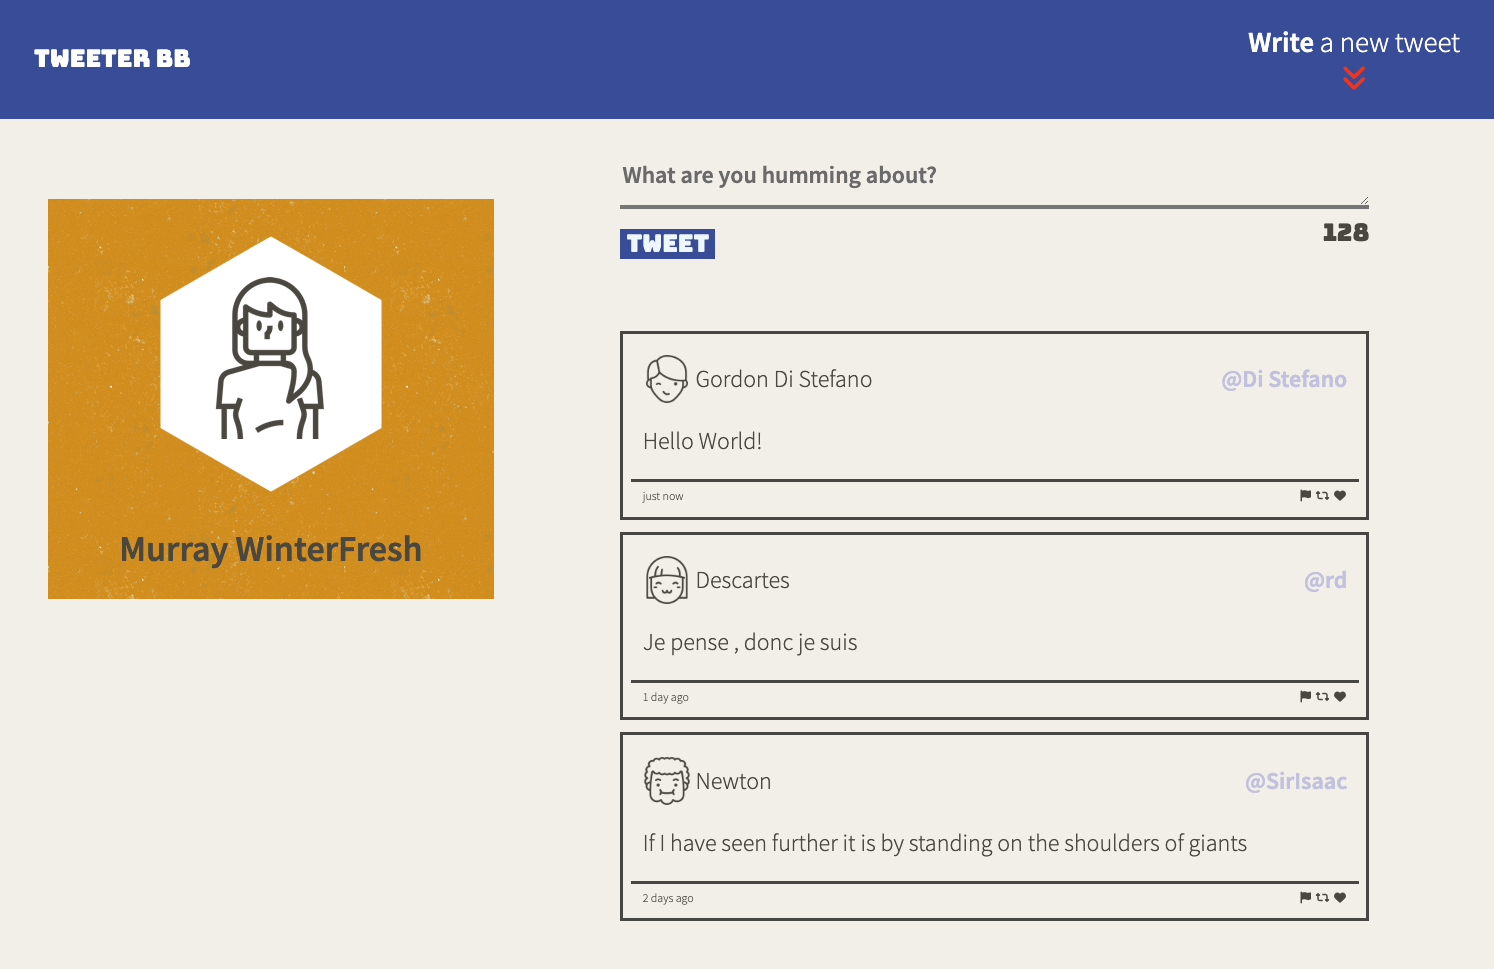 TWEETER BB
Write a new tweet
What are you humming about?
TWEET
128
Murray WinterFresh
Gordon Di Stefano
@Di Stefano
Hello World!
just now
Descartes
@rd
Je pense , donc je suis
1 day ago
Newton
@SirIsaac
If I have seen further it is by standing on the shoulders of giants
2 days ago